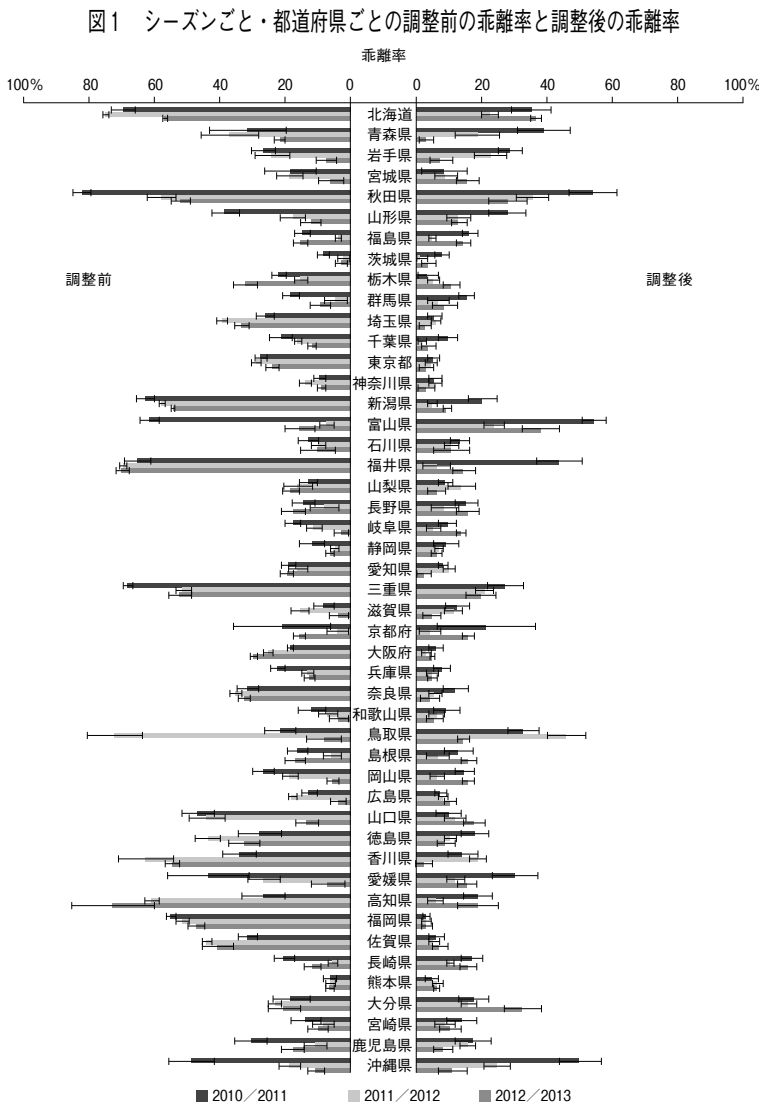 図1 シーズンごと・都道府県ごとの調整前の乖離率と調整後の乖離率
乖離率
100% 80 60 40 20 0 0 20 40 60 80 100%
北海道
青森県
岩手県
宮城県
秋田県
山形県
福島県
茨城県
調整前 栃木県 調整後
群馬県
埼玉県
千葉県
東京都
神奈川県
新潟県
富山県
石川県
福井県
山梨県
長野県
岐阜県
静岡県
愛知県
三重県
滋賀県
京都府
大阪府
兵庫県
奈良県
和歌山県
鳥取県
島根県
岡山県
広島県
山口県
徳島県
香川県
愛媛県
高知県
福岡県
佐賀県
長崎県
熊本県
大分県
宮崎県
鹿児島県
沖縄県
2010／2011 2011／2012 2012／2013